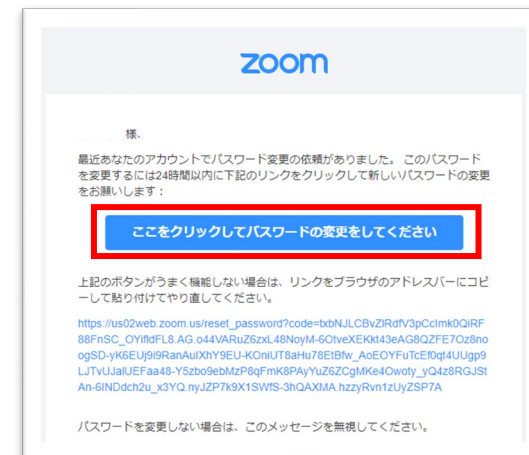 zoom
様、
最近あなたのアカウントでパスワード変更の依頼がありました。 このパスワード
を変更するには24時間以内に下記のリンクをクリックして新しいパスワードの変更
をお願いします：
ここをクリックしてパスワードの変更をしてください
上記のボタンがうまく機能しない場合は、リンクをブラウザのアドレスバーにコピ
ーして貼り付けてやり直してください。
https://us02web.zoom.us/reset_password?code=txbNJLCBvZlRdfV3pCcImk0QiRF
88FnSC_OYifldFL8.AG.o44VARuZ6zxL48NoyM-6OtveXEKkt43eAG8QZFE7Oz8no
ogSD-yK6EUj9i9RanAuIXhY9EU-KOniUT8aHu78EtBfw_AoEOYFuTcEf0qt4UUgp9
LJTvUJalUEFaa48-Y5zbo9ebMzP8qFmK8PAyYuZ6ZCgMKe4Owoty_yQ4z8RGJSt
An-6INDdch2u_x3YQ.nyJZP7k9X1SWfS-3hQAXMA.hzzyRvn1zUyZSP7A
パスワードを変更しない場合は、このメッセージを無視してください。